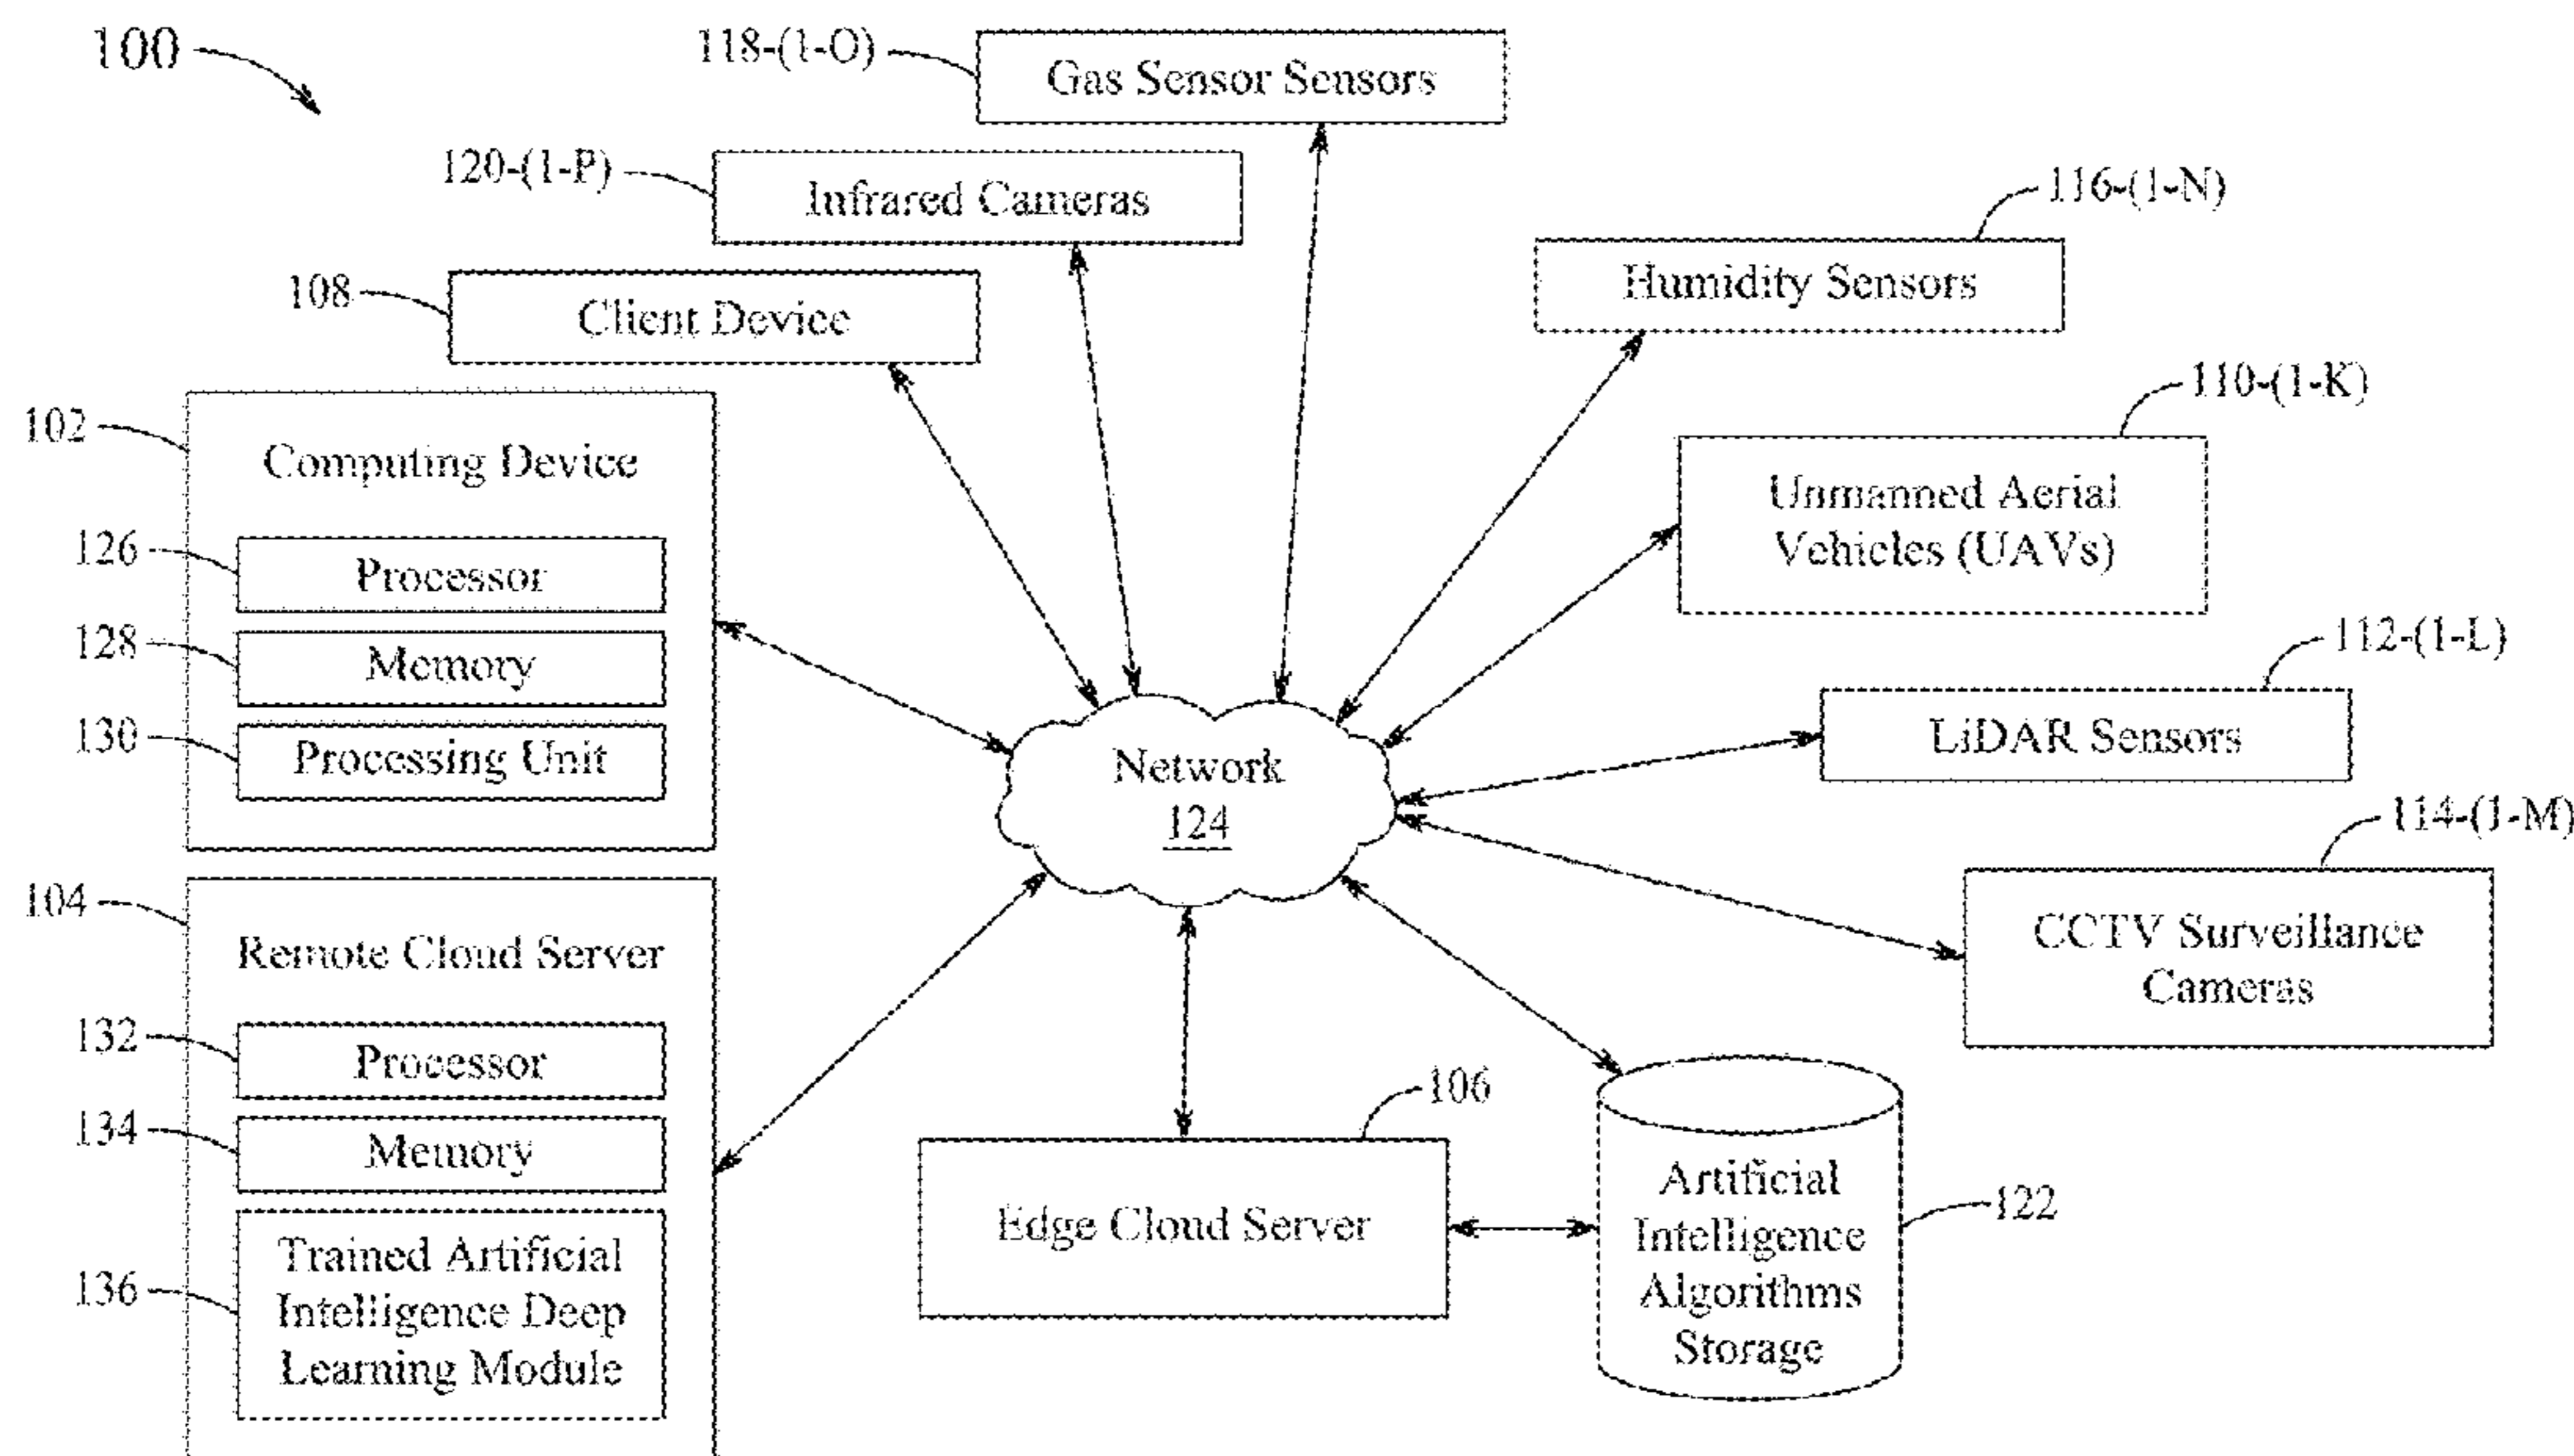 100
118-(1-O)
Gas Sensor Sensors
120-(1-P)
Infrared Cameras
116-(1-N)
Humidity Sensors
108
Client Device
110-(1-K)
Unmanned Aerial
Vehicles (UAVs)
102
Computing Device
126
Processor
128
Memory
130
Processing Unit
112-(1-L)
LiDAR Sensors
Network
124
114-(1-M)
CCTV Surveillance
Cameras
104
Remote Cloud Server
132
Processor
134
Memory
136
Trained Artificial
Intelligence Deep
Learning Module
106
Edge Cloud Server
Artificial
Intelligence
Algorithms
Storage
122